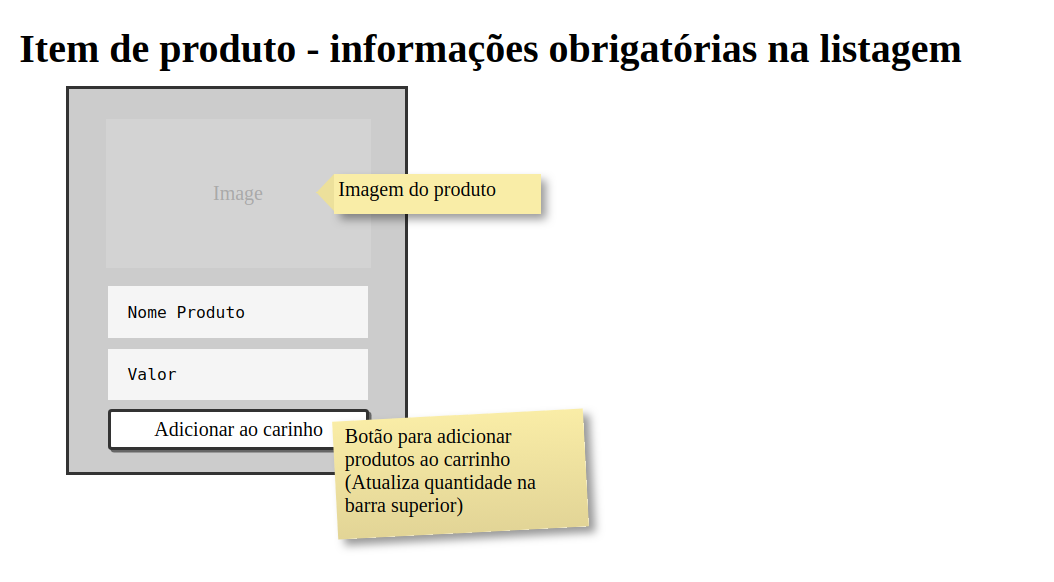 Item de produto - informações obrigatórias na listagem
Image
Imagem do produto
Nome Produto
Valor
Adicionar ao carinho
Botão para adicionar
produtos ao carrinho
(Atualiza quantidade na
barra superior)